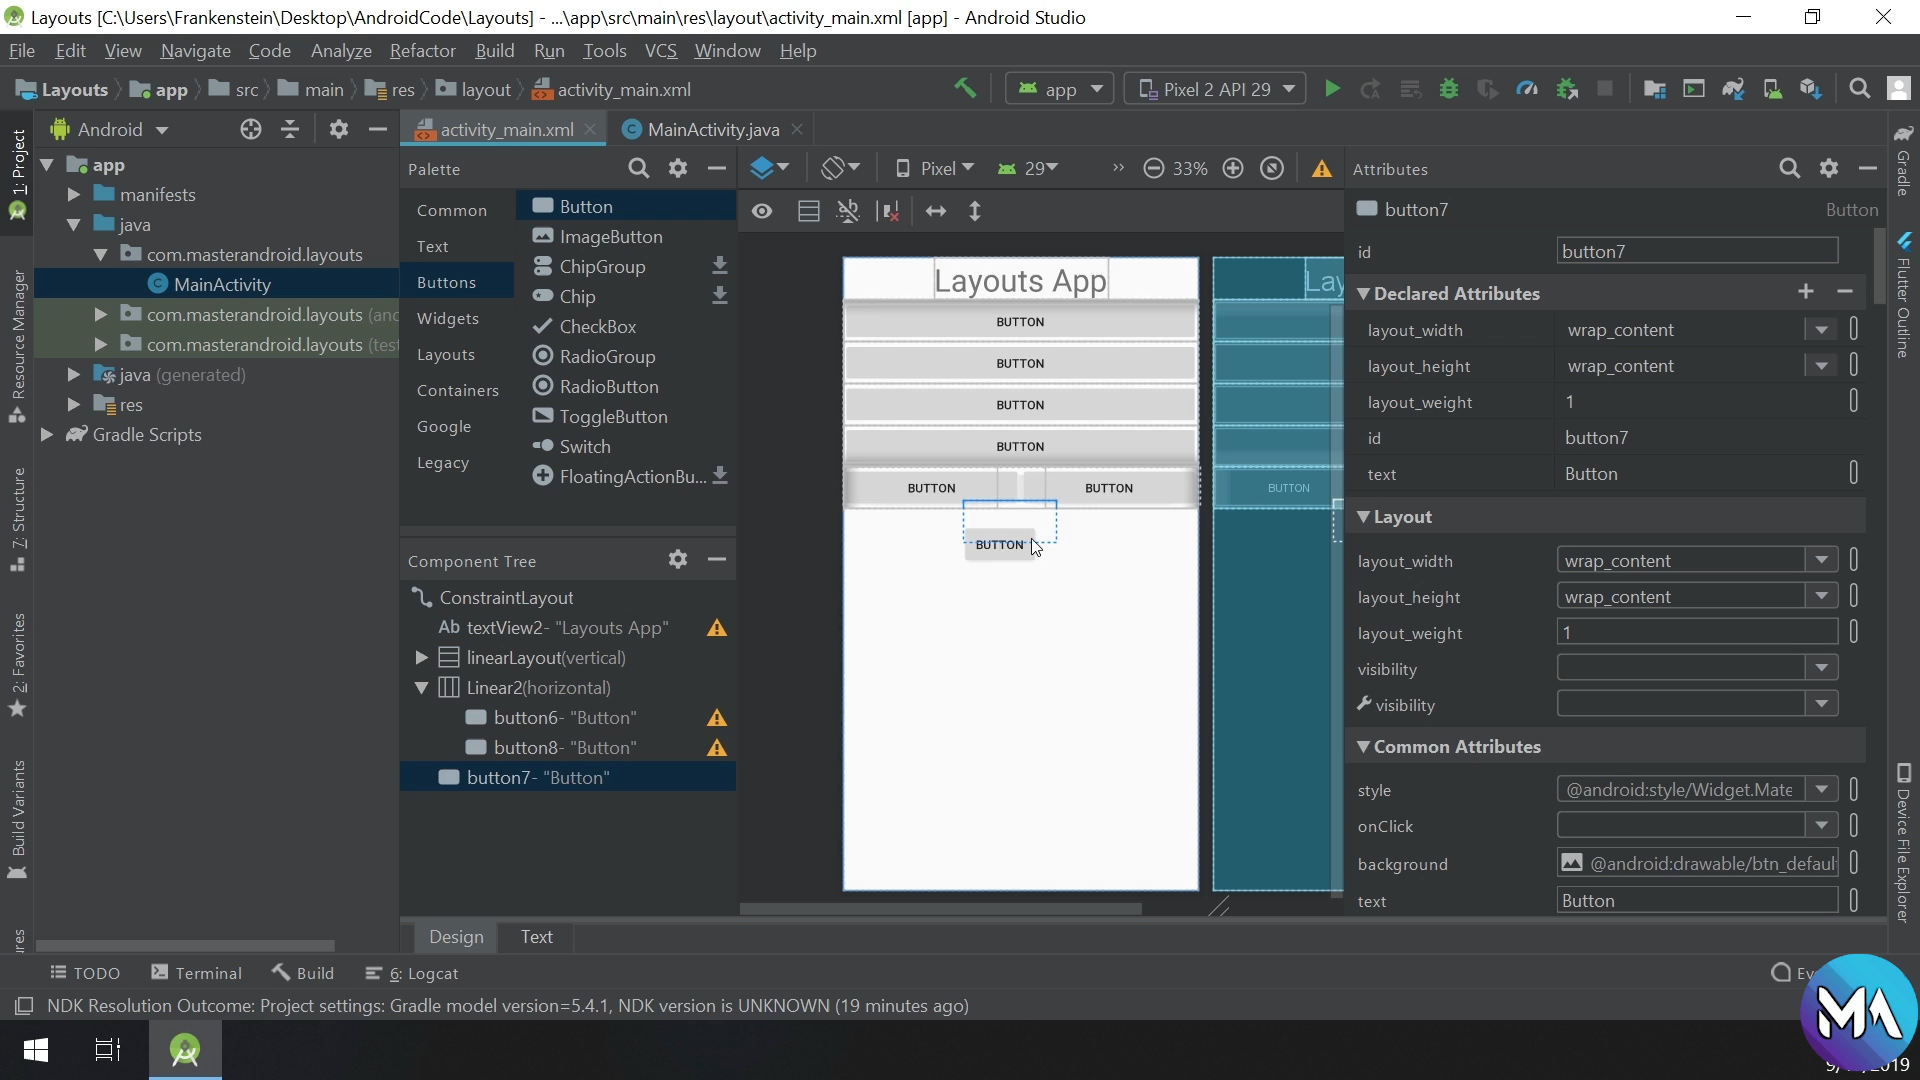 Layouts [C:\Users\Frankenstein\Desktop\AndroidCode\Layouts] - ...\app\src\main\res\layout\activity_main.xml [app] - Android Studio
File Edit View Navigate Code Analyze Refactor Build Run Tools VCS Window Help
Layouts app src main res layout activity_main.xml app Pixel 2 API 29
Android activity_main.xml MainActivity.java
1: Project
Resource Manager
7: Structure
2: Favorites
Build Variants
app
manifests
java
com.masterandroid.layouts
MainActivity
com.masterandroid.layouts (and
com.masterandroid.layouts (tes
java (generated)
res
Gradle Scripts
Palette
Common
Text
Buttons
Widgets
Layouts
Containers
Google
Legacy
Button
ImageButton
ChipGroup
Chip
CheckBox
RadioGroup
RadioButton
ToggleButton
Switch
FloatingActionBu...
Component Tree
ConstraintLayout
Ab textView2- "Layouts App"
linearLayout(vertical)
Linear2(horizontal)
button6- "Button"
button8- "Button"
button7- "Button"
Pixel 29 » 33%
Layouts App
BUTTON
BUTTON
BUTTON
BUTTON
BUTTON BUTTON
BUTTON
Lay
BUTTON
Attributes
button7 Button
id button7
Declared Attributes
layout_width wrap_content
layout_height wrap_content
layout_weight 1
id button7
text Button
Layout
layout_width wrap_content
layout_height wrap_content
layout_weight 1
visibility
visibility
Common Attributes
style @android:style/Widget.Mate
onClick
background @android:drawable/btn_defaul
text Button
Gradle
Flutter Outline
Device File Explorer
Design Text
TODO Terminal Build 6: Logcat
NDK Resolution Outcome: Project settings: Gradle model version=5.4.1, NDK version is UNKNOWN (19 minutes ago)
MA